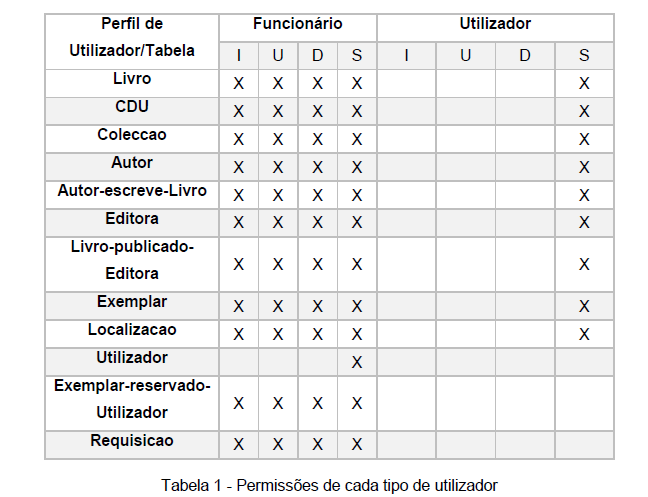 Perfil de Utilizador/Tabela Funcionário Utilizador
I U D S I U D S
Livro X X X X X
CDU X X X X X
Coleccao X X X X X
Autor X X X X X
Autor-escreve-Livro X X X X X
Editora X X X X X
Livro-publicado-
Editora X X X X X
Exemplar X X X X X
Localizacao X X X X X
Utilizador X
Exemplar-reservado-
Utilizador X X X X
Requisicao X X X X
Tabela 1 - Permissões de cada tipo de utilizador